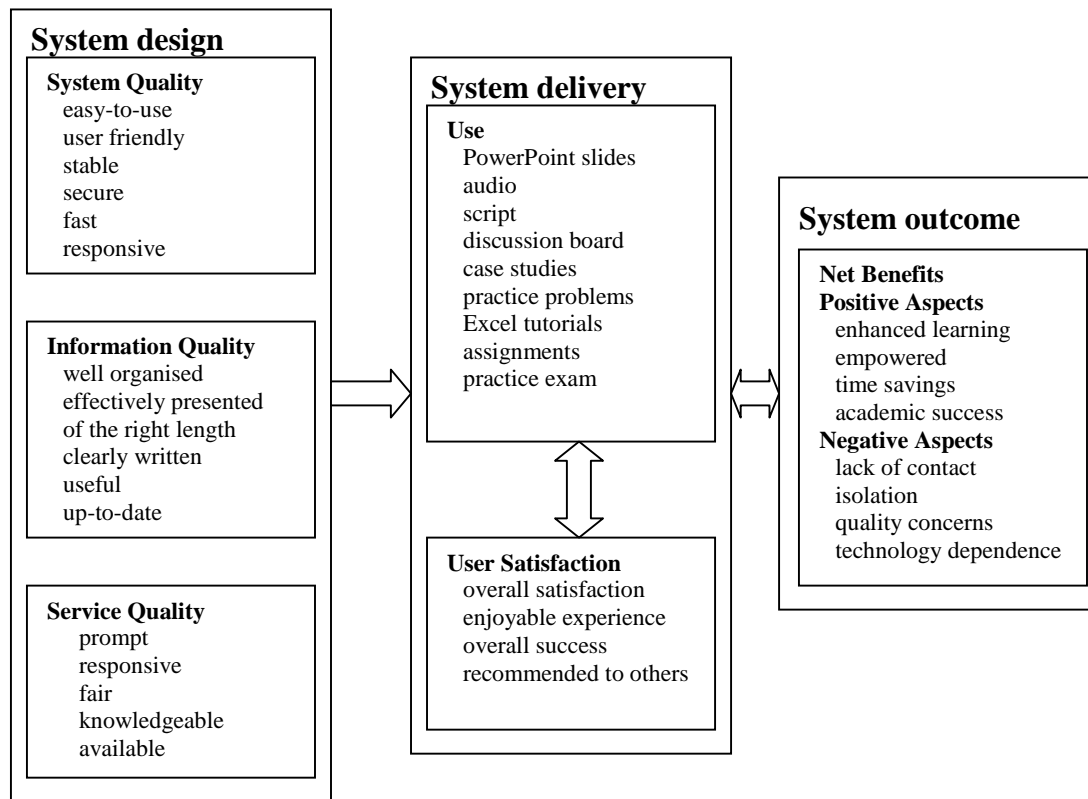 System design
System Quality
easy-to-use
user friendly
stable
secure
fast
responsive
Information Quality
well organised
effectively presented
of the right length
clearly written
useful
up-to-date
Service Quality
prompt
responsive
fair
knowledgeable
available
System delivery
Use
PowerPoint slides
audio
script
discussion board
case studies
practice problems
Excel tutorials
assignments
practice exam
User Satisfaction
overall satisfaction
enjoyable experience
overall success
recommended to others
System outcome
Net Benefits
Positive Aspects
enhanced learning
empowered
time savings
academic success
Negative Aspects
lack of contact
isolation
quality concerns
technology dependence